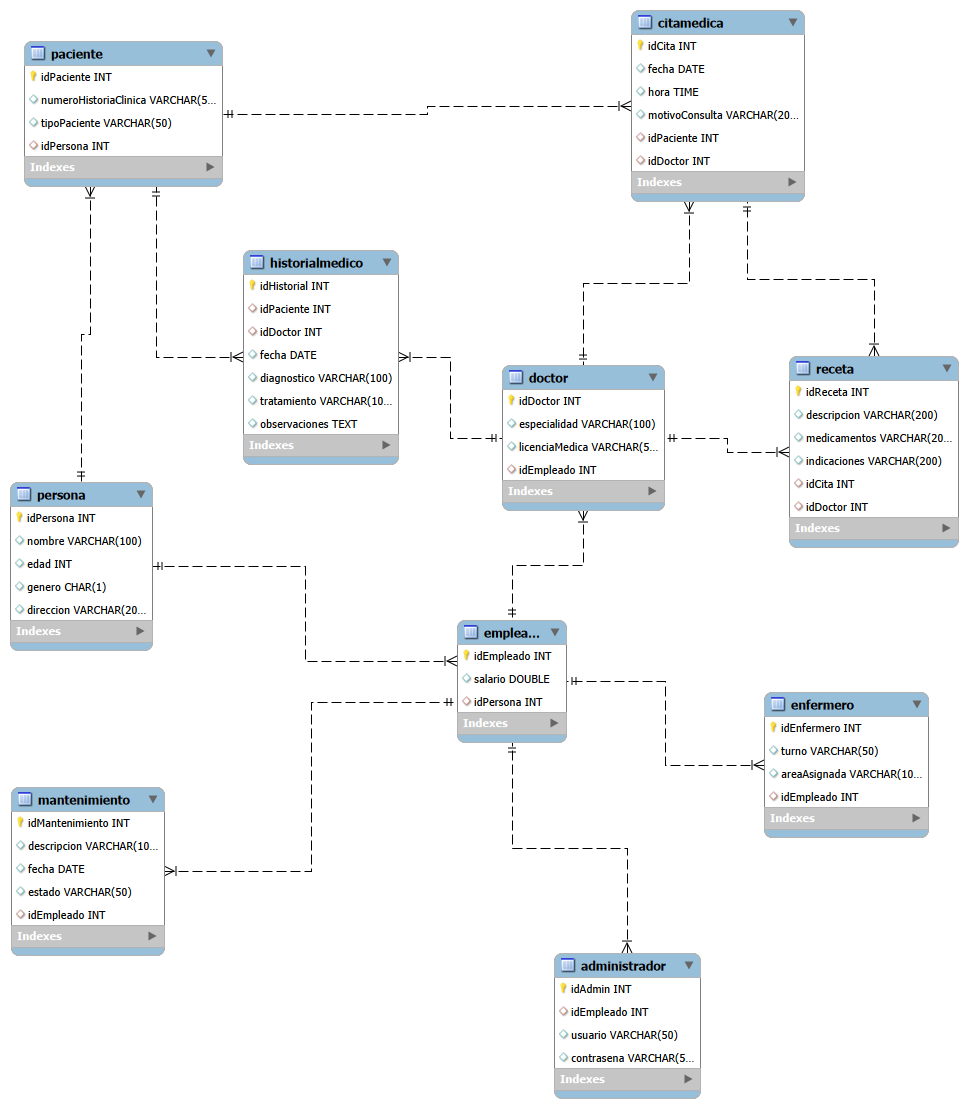 paciente
idPaciente INT
numeroHistoriaClinica VARCHAR(5...
tipoPaciente VARCHAR(50)
idPersona INT
Indexes
citamedica
idCita INT
fecha DATE
hora TIME
motivoConsulta VARCHAR(20...
idPaciente INT
idDoctor INT
Indexes
historialmedico
idHistorial INT
idPaciente INT
idDoctor INT
fecha DATE
diagnostico VARCHAR(100)
tratamiento VARCHAR(10...
observaciones TEXT
Indexes
doctor
idDoctor INT
especialidad VARCHAR(100)
licenciaMedica VARCHAR(5...
idEmpleado INT
Indexes
receta
idReceta INT
descripcion VARCHAR(200)
medicamentos VARCHAR(20...
indicaciones VARCHAR(200)
idCita INT
idDoctor INT
Indexes
persona
idPersona INT
nombre VARCHAR(100)
edad INT
genero CHAR(1)
direccion VARCHAR(20...
Indexes
emplea...
idEmpleado INT
salario DOUBLE
idPersona INT
Indexes
enfermero
idEnfermero INT
turno VARCHAR(50)
areaAsignada VARCHAR(10...
idEmpleado INT
Indexes
mantenimiento
idMantenimiento INT
descripcion VARCHAR(10...
fecha DATE
estado VARCHAR(50)
idEmpleado INT
Indexes
administrador
idAdmin INT
idEmpleado INT
usuario VARCHAR(50)
contrasena VARCHAR(5...
Indexes